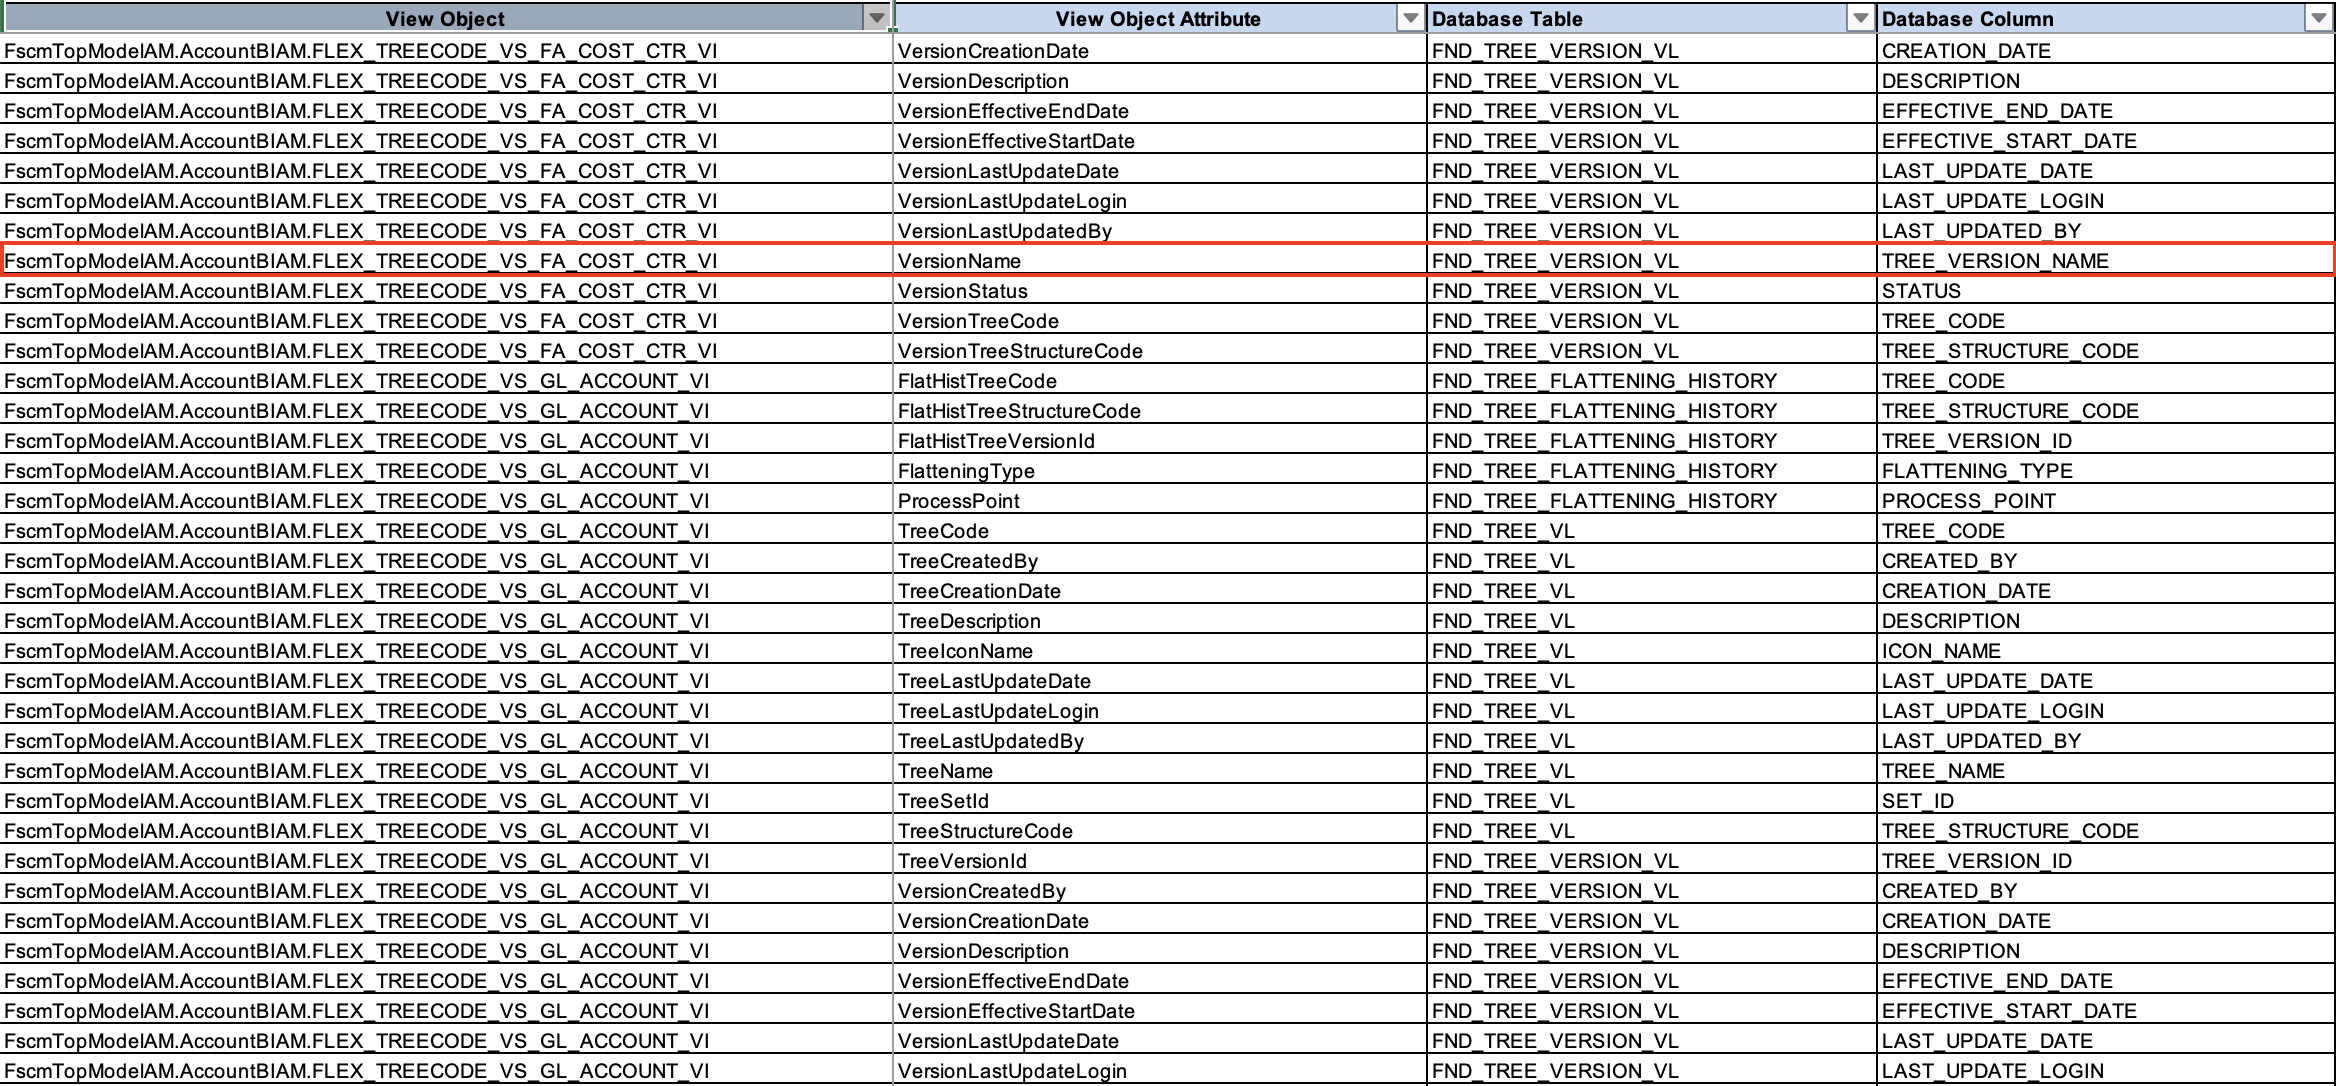 View Object View Object Attribute Database Table Database Column
FscmTopModelAM.AccountBIAM.FLEX_TREECODE_VS_FA_COST_CTR_VI VersionCreationDate FND_TREE_VERSION_VL CREATION_DATE
FscmTopModelAM.AccountBIAM.FLEX_TREECODE_VS_FA_COST_CTR_VI VersionDescription FND_TREE_VERSION_VL DESCRIPTION
FscmTopModelAM.AccountBIAM.FLEX_TREECODE_VS_FA_COST_CTR_VI VersionEffectiveEndDate FND_TREE_VERSION_VL EFFECTIVE_END_DATE
FscmTopModelAM.AccountBIAM.FLEX_TREECODE_VS_FA_COST_CTR_VI VersionEffectiveStartDate FND_TREE_VERSION_VL EFFECTIVE_START_DATE
FscmTopModelAM.AccountBIAM.FLEX_TREECODE_VS_FA_COST_CTR_VI VersionLastUpdateDate FND_TREE_VERSION_VL LAST_UPDATE_DATE
FscmTopModelAM.AccountBIAM.FLEX_TREECODE_VS_FA_COST_CTR_VI VersionLastUpdateLogin FND_TREE_VERSION_VL LAST_UPDATE_LOGIN
FscmTopModelAM.AccountBIAM.FLEX_TREECODE_VS_FA_COST_CTR_VI VersionLastUpdatedBy FND_TREE_VERSION_VL LAST_UPDATED_BY
FscmTopModelAM.AccountBIAM.FLEX_TREECODE_VS_FA_COST_CTR_VI VersionName FND_TREE_VERSION_VL TREE_VERSION_NAME
FscmTopModelAM.AccountBIAM.FLEX_TREECODE_VS_FA_COST_CTR_VI VersionStatus FND_TREE_VERSION_VL STATUS
FscmTopModelAM.AccountBIAM.FLEX_TREECODE_VS_FA_COST_CTR_VI VersionTreeCode FND_TREE_VERSION_VL TREE_CODE
FscmTopModelAM.AccountBIAM.FLEX_TREECODE_VS_FA_COST_CTR_VI VersionTreeStructureCode FND_TREE_VERSION_VL TREE_STRUCTURE_CODE
FscmTopModelAM.AccountBIAM.FLEX_TREECODE_VS_GL_ACCOUNT_VI FlatHistTreeCode FND_TREE_FLATTENING_HISTORY TREE_CODE
FscmTopModelAM.AccountBIAM.FLEX_TREECODE_VS_GL_ACCOUNT_VI FlatHistTreeStructureCode FND_TREE_FLATTENING_HISTORY TREE_STRUCTURE_CODE
FscmTopModelAM.AccountBIAM.FLEX_TREECODE_VS_GL_ACCOUNT_VI FlatHistTreeVersionId FND_TREE_FLATTENING_HISTORY TREE_VERSION_ID
FscmTopModelAM.AccountBIAM.FLEX_TREECODE_VS_GL_ACCOUNT_VI FlatteningType FND_TREE_FLATTENING_HISTORY FLATTENING_TYPE
FscmTopModelAM.AccountBIAM.FLEX_TREECODE_VS_GL_ACCOUNT_VI ProcessPoint FND_TREE_FLATTENING_HISTORY PROCESS_POINT
FscmTopModelAM.AccountBIAM.FLEX_TREECODE_VS_GL_ACCOUNT_VI TreeCode FND_TREE_VL TREE_CODE
FscmTopModelAM.AccountBIAM.FLEX_TREECODE_VS_GL_ACCOUNT_VI TreeCreatedBy FND_TREE_VL CREATED_BY
FscmTopModelAM.AccountBIAM.FLEX_TREECODE_VS_GL_ACCOUNT_VI TreeCreationDate FND_TREE_VL CREATION_DATE
FscmTopModelAM.AccountBIAM.FLEX_TREECODE_VS_GL_ACCOUNT_VI TreeDescription FND_TREE_VL DESCRIPTION
FscmTopModelAM.AccountBIAM.FLEX_TREECODE_VS_GL_ACCOUNT_VI TreeIconName FND_TREE_VL ICON_NAME
FscmTopModelAM.AccountBIAM.FLEX_TREECODE_VS_GL_ACCOUNT_VI TreeLastUpdateDate FND_TREE_VL LAST_UPDATE_DATE
FscmTopModelAM.AccountBIAM.FLEX_TREECODE_VS_GL_ACCOUNT_VI TreeLastUpdateLogin FND_TREE_VL LAST_UPDATE_LOGIN
FscmTopModelAM.AccountBIAM.FLEX_TREECODE_VS_GL_ACCOUNT_VI TreeLastUpdatedBy FND_TREE_VL LAST_UPDATED_BY
FscmTopModelAM.AccountBIAM.FLEX_TREECODE_VS_GL_ACCOUNT_VI TreeName FND_TREE_VL TREE_NAME
FscmTopModelAM.AccountBIAM.FLEX_TREECODE_VS_GL_ACCOUNT_VI TreeSetId FND_TREE_VL SET_ID
FscmTopModelAM.AccountBIAM.FLEX_TREECODE_VS_GL_ACCOUNT_VI TreeStructureCode FND_TREE_VL TREE_STRUCTURE_CODE
FscmTopModelAM.AccountBIAM.FLEX_TREECODE_VS_GL_ACCOUNT_VI TreeVersionId FND_TREE_VERSION_VL TREE_VERSION_ID
FscmTopModelAM.AccountBIAM.FLEX_TREECODE_VS_GL_ACCOUNT_VI VersionCreatedBy FND_TREE_VERSION_VL CREATED_BY
FscmTopModelAM.AccountBIAM.FLEX_TREECODE_VS_GL_ACCOUNT_VI VersionCreationDate FND_TREE_VERSION_VL CREATION_DATE
FscmTopModelAM.AccountBIAM.FLEX_TREECODE_VS_GL_ACCOUNT_VI VersionDescription FND_TREE_VERSION_VL DESCRIPTION
FscmTopModelAM.AccountBIAM.FLEX_TREECODE_VS_GL_ACCOUNT_VI VersionEffectiveEndDate FND_TREE_VERSION_VL EFFECTIVE_END_DATE
FscmTopModelAM.AccountBIAM.FLEX_TREECODE_VS_GL_ACCOUNT_VI VersionEffectiveStartDate FND_TREE_VERSION_VL EFFECTIVE_START_DATE
FscmTopModelAM.AccountBIAM.FLEX_TREECODE_VS_GL_ACCOUNT_VI VersionLastUpdateDate FND_TREE_VERSION_VL LAST_UPDATE_DATE
FscmTopModelAM.AccountBIAM.FLEX_TREECODE_VS_GL_ACCOUNT_VI VersionLastUpdateLogin FND_TREE_VERSION_VL LAST_UPDATE_LOGIN